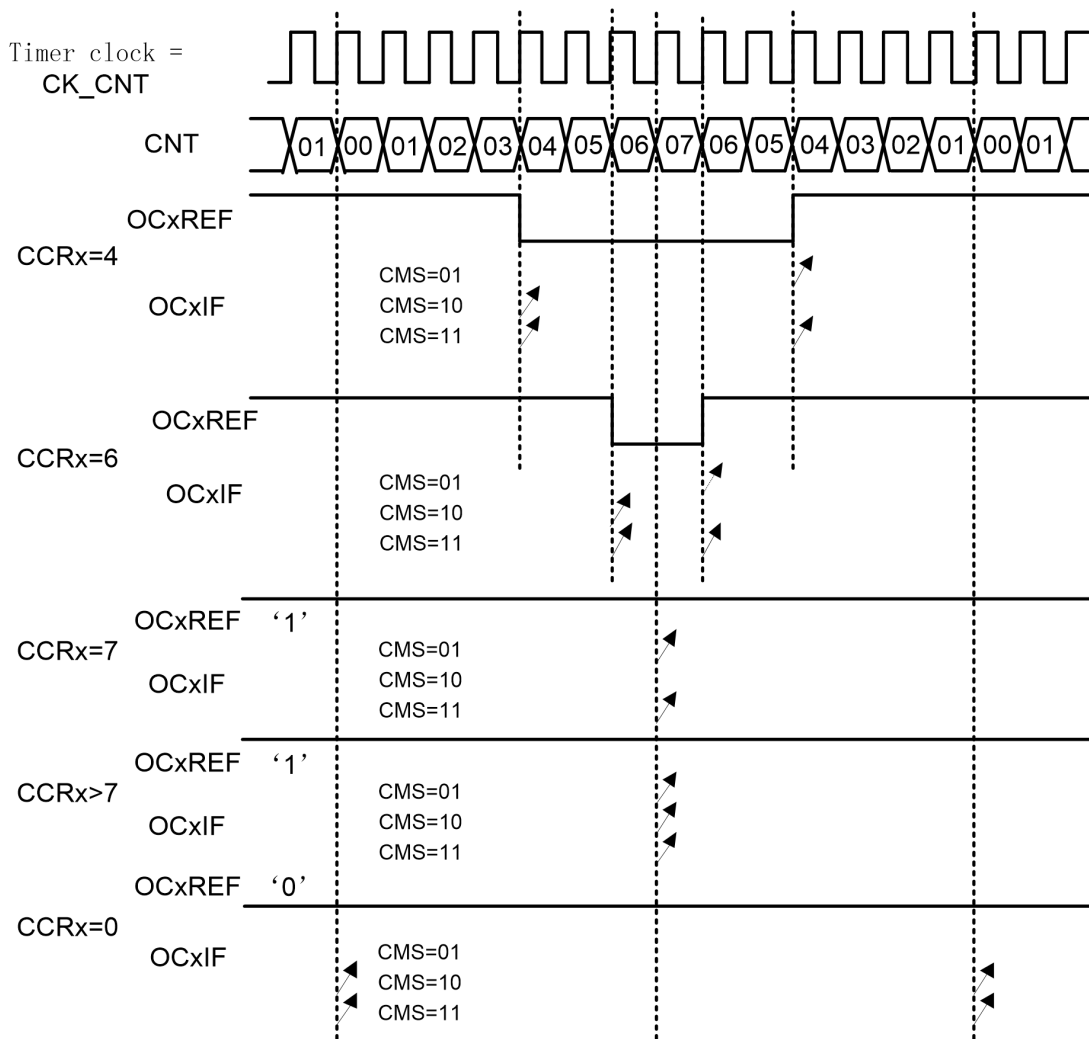 Timer clock =
CK_CNT
CNT 01 00 01 02 03 04 05 06 07 06 05 04 03 02 01 00 01
OCxREF
CCRx=4
CMS=01
OCxIF CMS=10
CMS=11
OCxREF
CCRx=6
CMS=01
OCxIF
CMS=10
CMS=11
OCxREF ‘1’
CCRx=7 CMS=01
OCxIF CMS=10
CMS=11
OCxREF ‘1’
CCRx>7 CMS=01
OCxIF CMS=10
CMS=11
OCxREF ‘0’
CCRx=0
OCxIF CMS=01
CMS=10
CMS=11